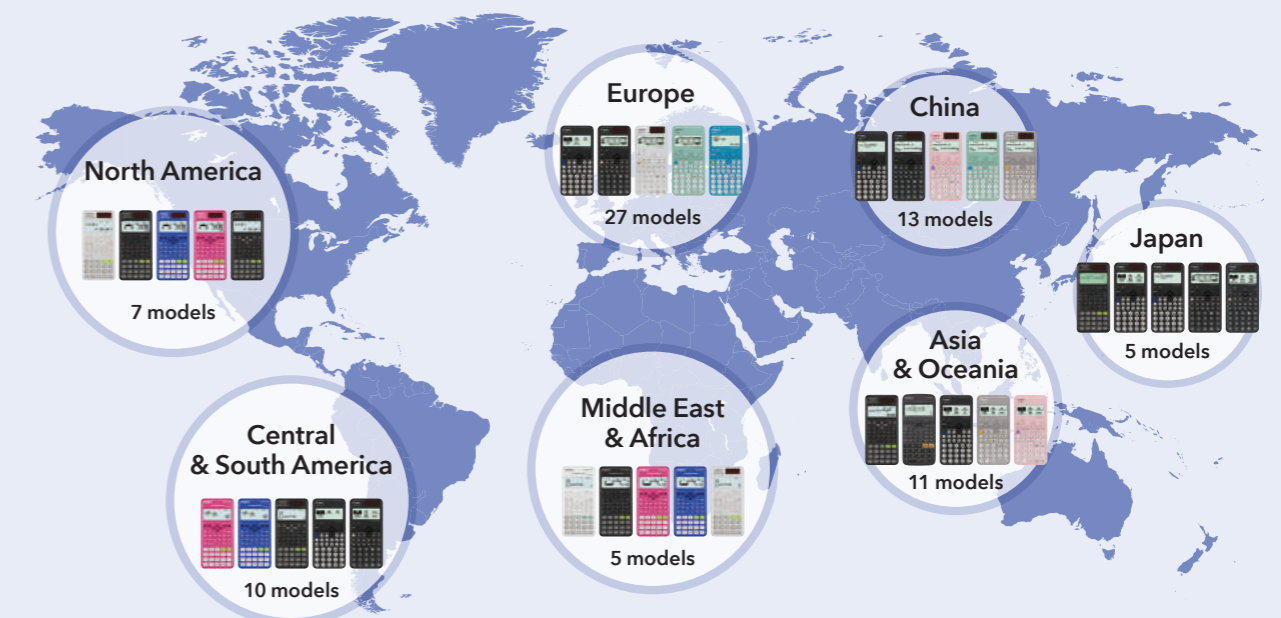 North America
7 models
Central
& South America
10 models
Europe
27 models
Middle East
& Africa
5 models
China
13 models
Asia
& Oceania
11 models
Japan
5 models